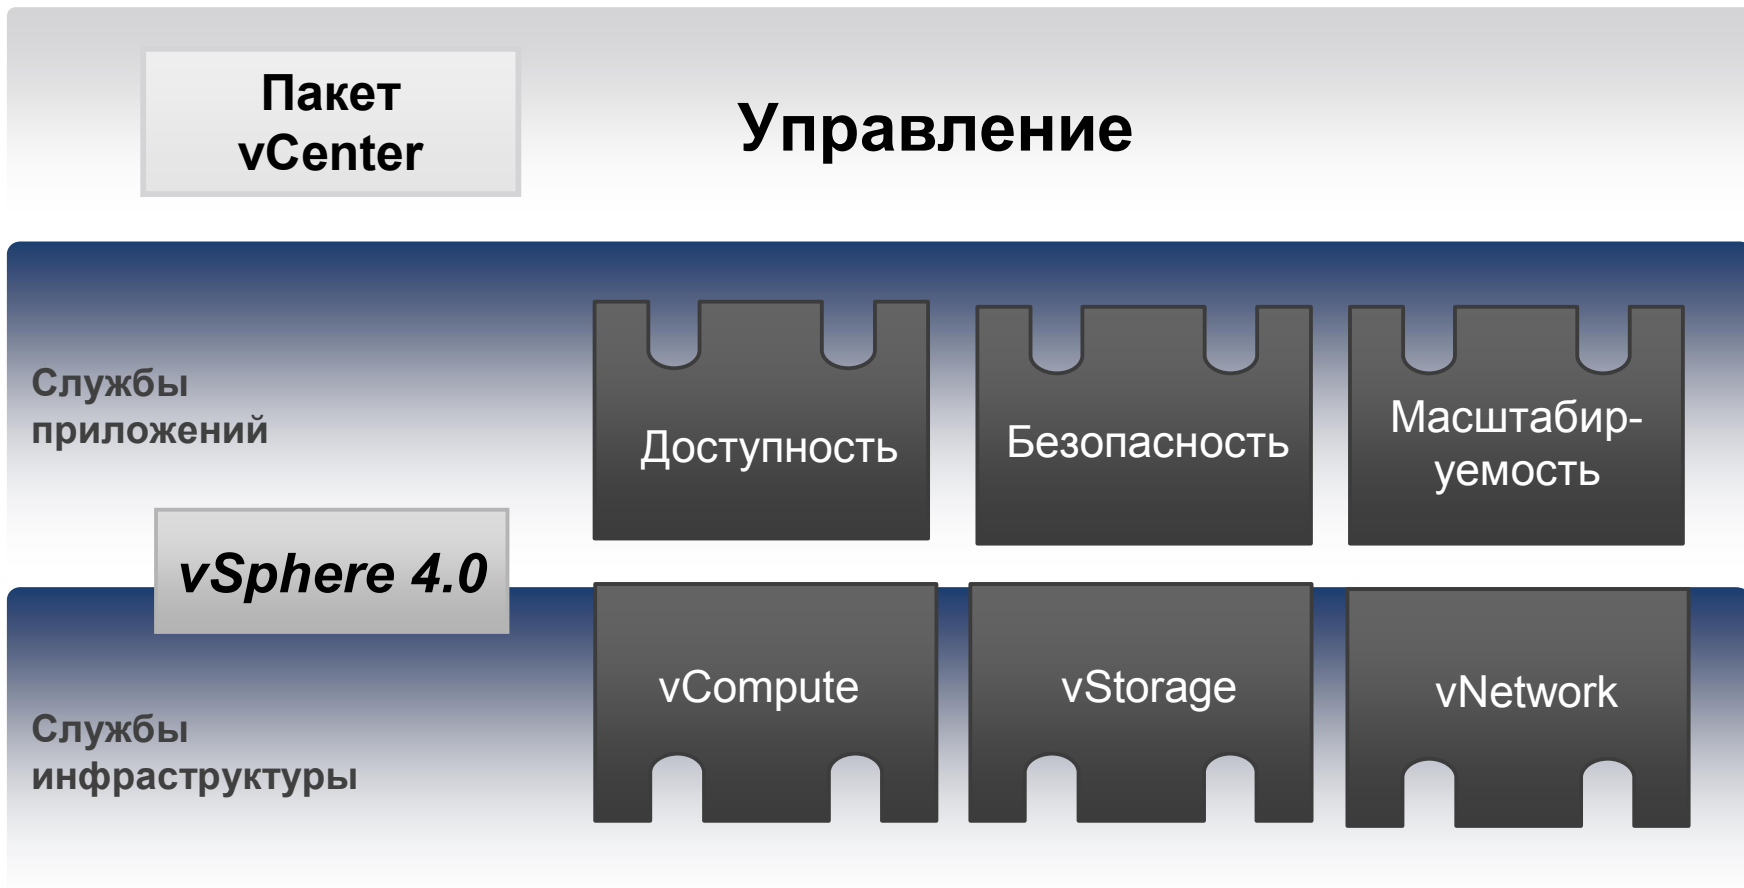 Пакет
vCenter
Управление
Службы
приложений
Доступность
Безопасность
Масштабир-
уемость
vSphere 4.0
Службы
инфраструктуры
vCompute
vStorage
vNetwork